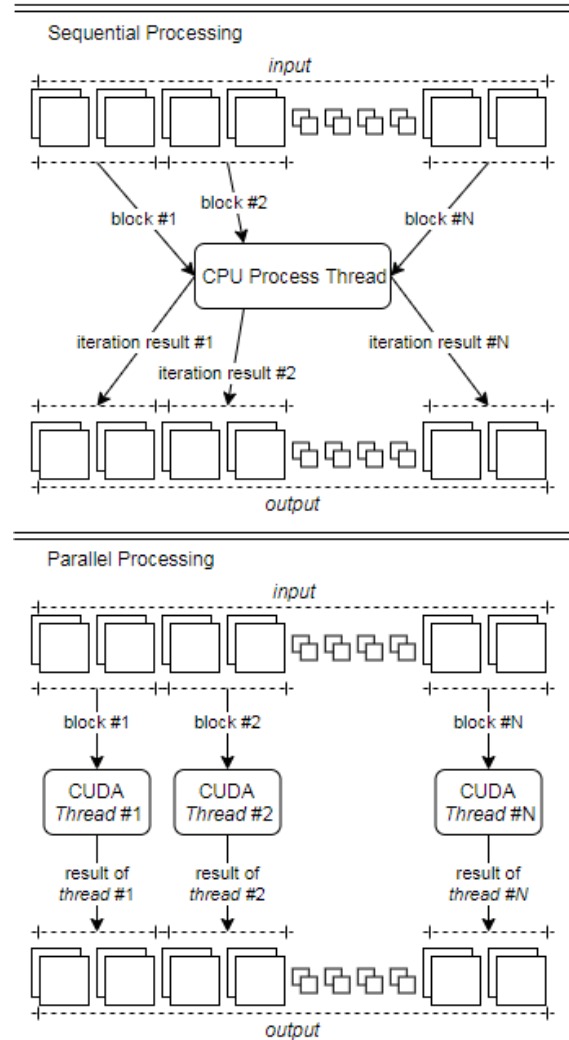 Sequential Processing
input
block #1
block #2
block #N
CPU Process Thread
iteration result #1
iteration result #2
iteration result #N
output
Parallel Processing
input
block #1
block #2
block #N
CUDA
Thread #1
CUDA
Thread #2
CUDA
Thread #N
result of
thread #1
result of
thread #2
result of
thread #N
output